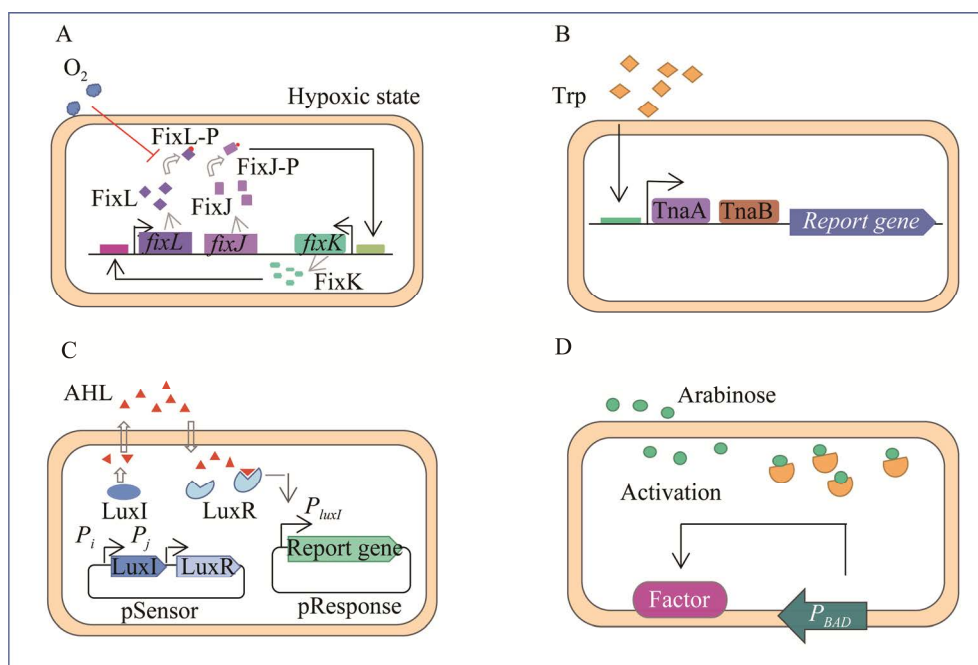 A
O2
Hypoxic state
FixL-P
FixJ-P
FixL
FixJ
fixL
fixJ
fixK
FixK
B
Trp
TnaA
TnaB
Report gene
C
AHL
LuxI
LuxR
Pi
Pj
PluxI
LuxI
LuxR
Report gene
pSensor
pResponse
D
Arabinose
Activation
Factor
PBAD